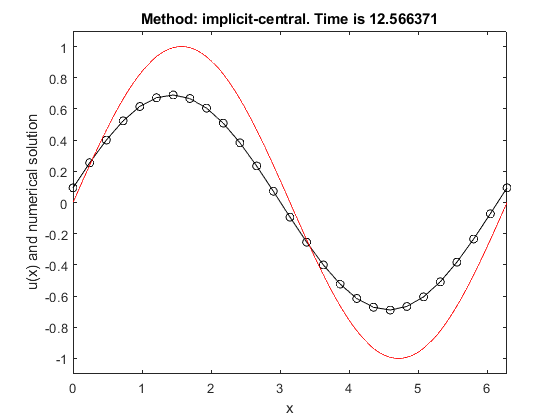 Method: implicit-central. Time is 12.566371
u(x) and numerical solution
1
0.8
0.6
0.4
0.2
0
-0.2
-0.4
-0.6
-0.8
-1
0 1 2 3 4 5 6
x